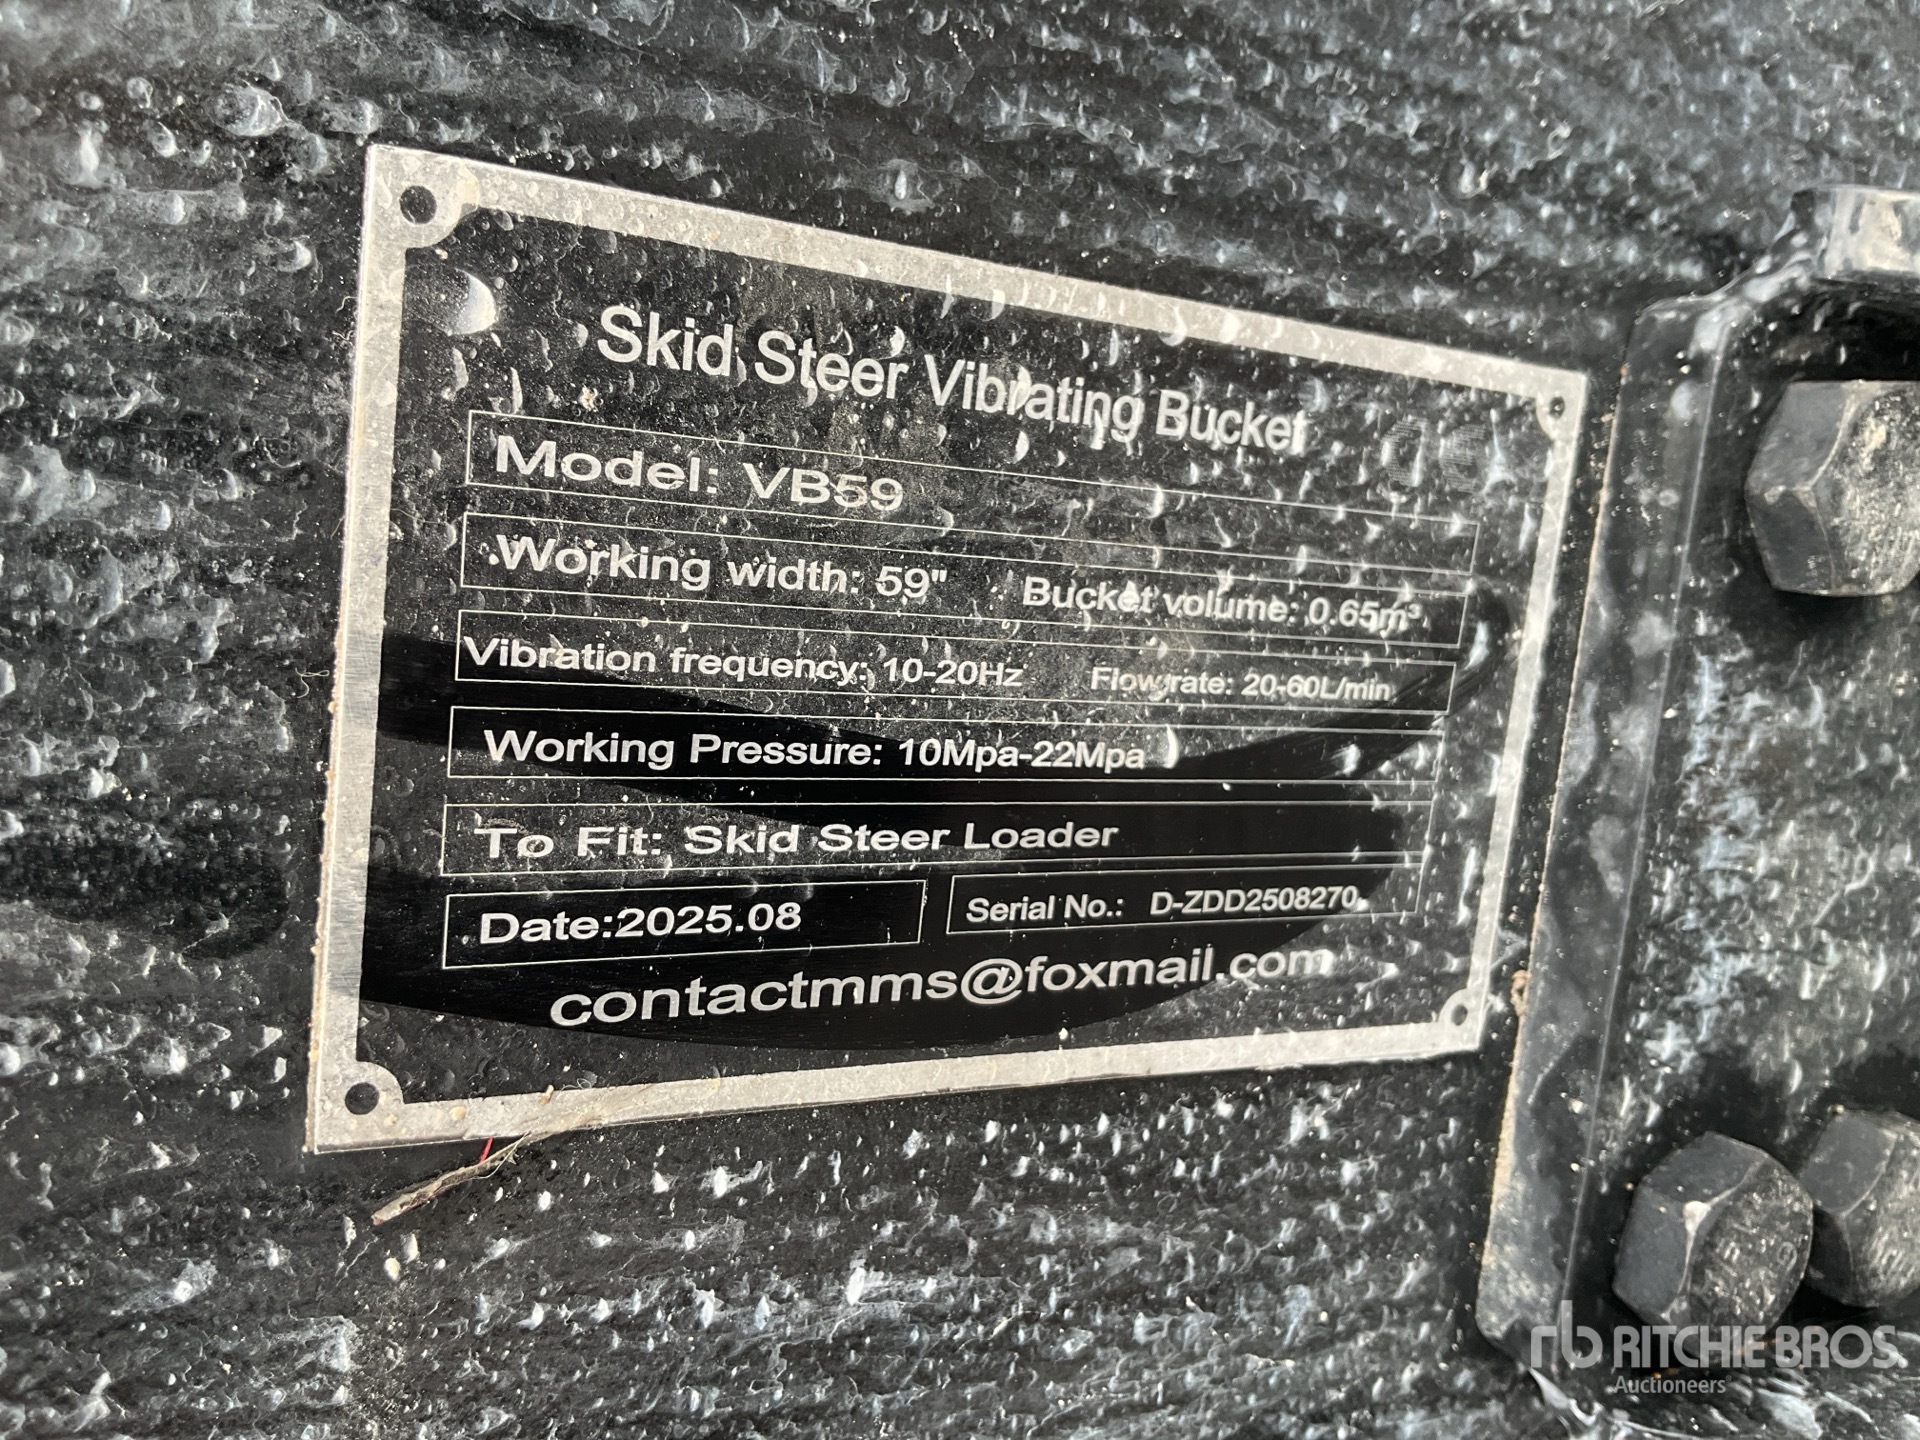 Skid Steer Vibrating Bucket
CE
Model: VB59
Working width: 59" Bucket volume: 0.65m³
Vibration frequency: 10-20Hz Flow rate: 20-60L/min
Working Pressure: 10Mpa-22Mpa
To Fit: Skid Steer Loader
Date:2025.08 Serial No.: D-ZDD2508270
contactmms@foxmail.com
rb RITCHIE BROS.
Auctioneers